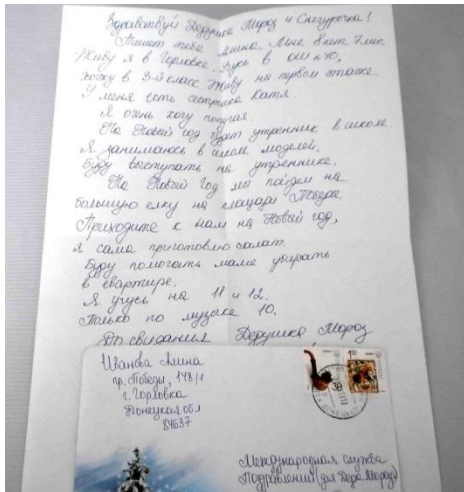 Здравствуй Дедушка Мороз и Снегурочка!
Пишет тебе Алина. Мне 8 лет 7 мес.
Живу я в Горловке. Учусь в ОШ №40,
хожу в 3-й класс. Живу на первом этаже.
У меня есть сестричка Катя
Я очень хочу попугая.
На Новый год будет утренник в школе.
Я занимаюсь в школе моделей.
Буду выступать на утреннике.
На Новый Год мы пойдем на
большую елку на площади Победы.
Приходите к нам на Новый год,
я сама приготовлю салат.
Буду помогать маме убирать
в квартире.
Я учусь на 11 и 12.
Только по музыке 10.
До свидания Дедушка Мороз
Иванова Алина
пр. Победы, 148/1
г. Горловка
Донецкая обл
84637
Международная служба
Поздравлений (для Деда Мороза)